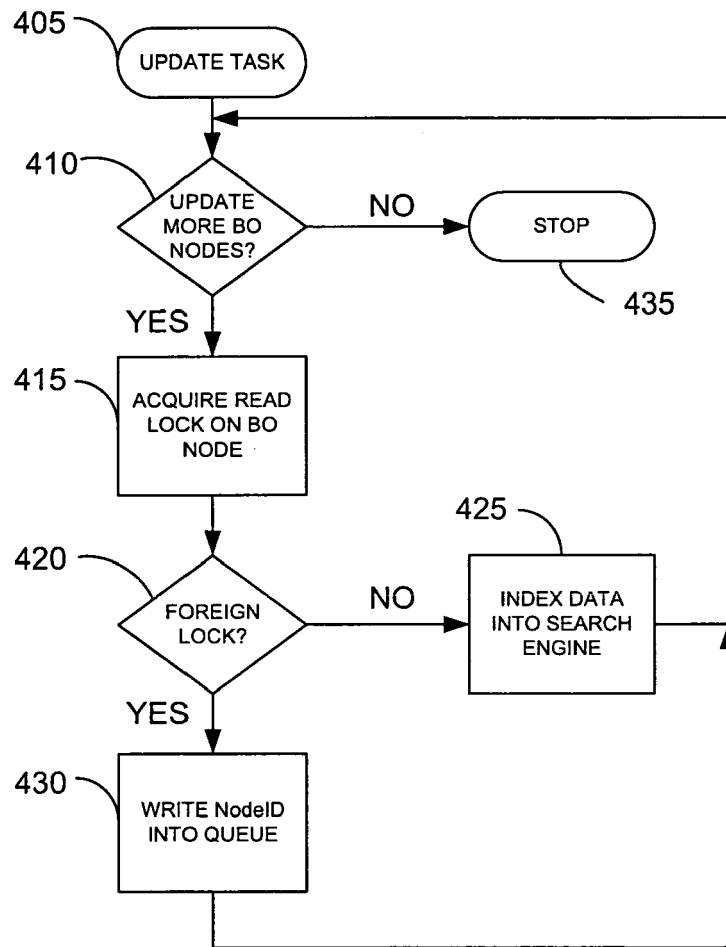 405
UPDATE TASK
410
UPDATE
MORE BO
NODES?
NO
STOP
435
YES
415
ACQUIRE READ
LOCK ON BO
NODE
425
420
FOREIGN
LOCK?
NO
INDEX DATA
INTO SEARCH
ENGINE
YES
430
WRITE NodeID
INTO QUEUE